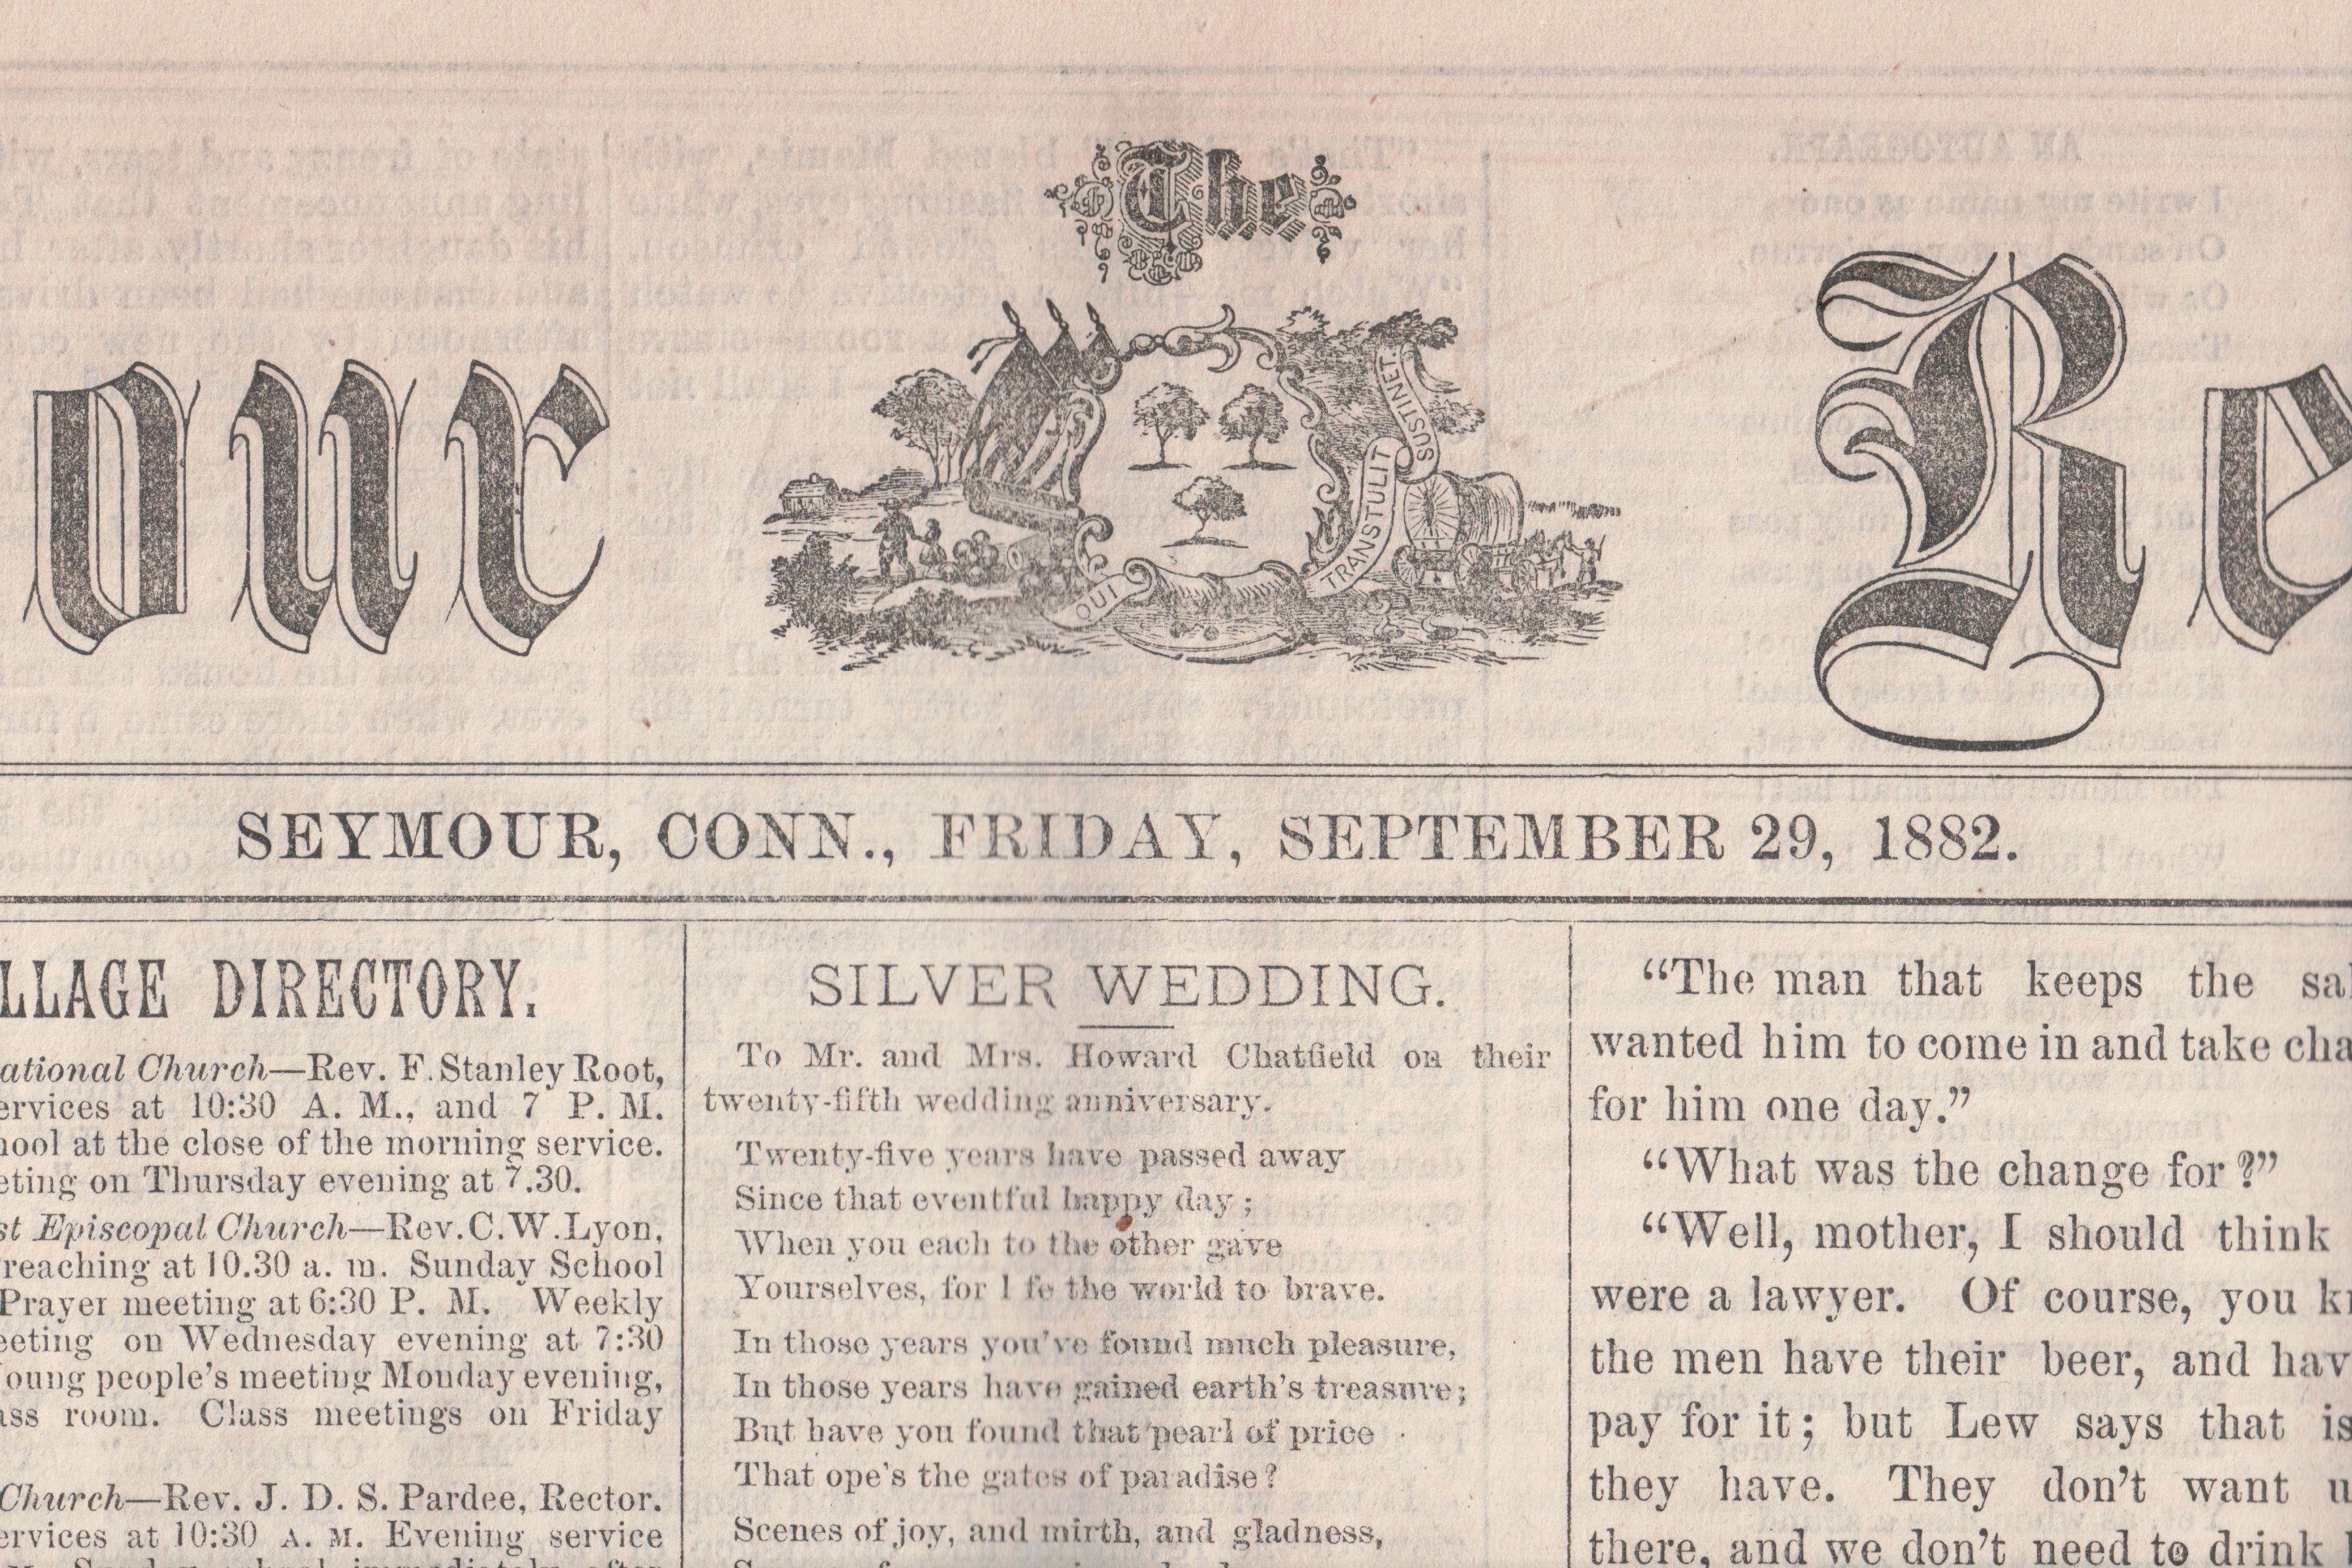 The
our
Re
QUI
TRANSTULIT
SUSTINET
SEYMOUR, CONN., FRIDAY, SEPTEMBER 29, 1882.
LLAGE DIRECTORY.
ational Church—Rev. F. Stanley Root,
ervices at 10:30 A. M., and 7 P. M.
hool at the close of the morning service.
eting on Thursday evening at 7.30.
st Episcopal Church—Rev. C. W. Lyon,
reaching at 10.30 a. m. Sunday School
Prayer meeting at 6:30 P. M. Weekly
eeting on Wednesday evening at 7:30
Young people's meeting Monday evening,
ass room. Class meetings on Friday
Church—Rev. J. D. S. Pardee, Rector.
ervices at 10:30 A. M. Evening service
SILVER WEDDING.
To Mr. and Mrs. Howard Chatfield on their
twenty-fifth wedding anniversary.
Twenty-five years have passed away
Since that eventful happy day;
When you each to the other gave
Yourselves, for l fe the world to brave.
In those years you've found much pleasure,
In those years have gained earth's treasure;
But have you found that pearl of price
That ope's the gates of paradise?
Scenes of joy, and mirth, and gladness,
"The man that keeps the sal
wanted him to come in and take cha
for him one day."
"What was the change for?"
"Well, mother, I should think
were a lawyer. Of course, you kn
the men have their beer, and hav
pay for it; but Lew says that is
they have. They don't want u
there, and we don't need to drink